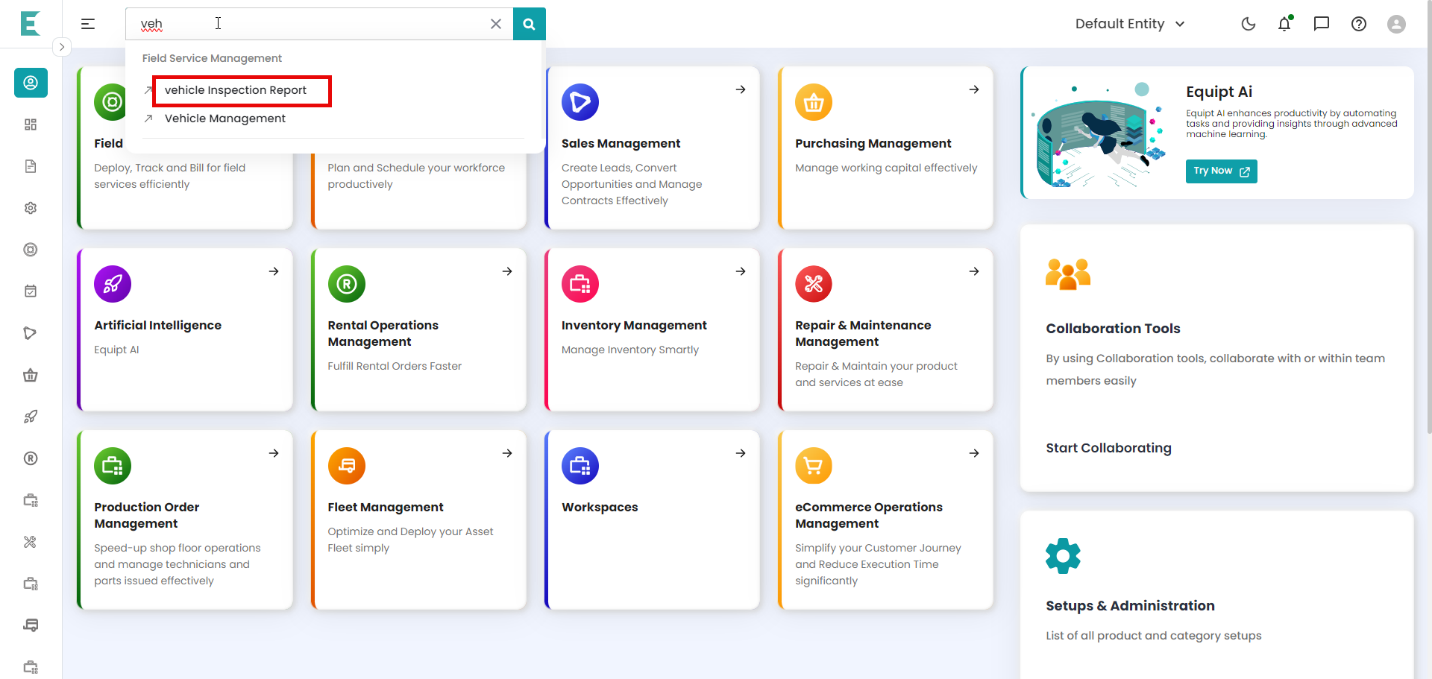 veh
Default Entity
Field Service Management
vehicle Inspection Report
Vehicle Management
Field
Deploy, Track and Bill for field
services efficiently
Plan and Schedule your workforce
productively
Sales Management
Create Leads, Convert
Opportunities and Manage
Contracts Effectively
Purchasing Management
Manage working capital effectively
Equipt Ai
Equipt AI enhances productivity by automating
tasks and providing insights through advanced
machine learning.
Try Now
Artificial Intelligence
Equipt AI
Rental Operations
Management
Fulfill Rental Orders Faster
Inventory Management
Manage Inventory Smartly
Repair & Maintenance
Management
Repair & Maintain your product
and services at ease
Collaboration Tools
By using Collaboration tools, collaborate with or within team
members easily
Start Collaborating
Production Order
Management
Speed-up shop floor operations
and manage technicians and
parts issued effectively
Fleet Management
Optimize and Deploy your Asset
Fleet simply
Workspaces
eCommerce Operations
Management
Simplify your Customer Journey
and Reduce Execution Time
significantly
Setups & Administration
List of all product and category setups